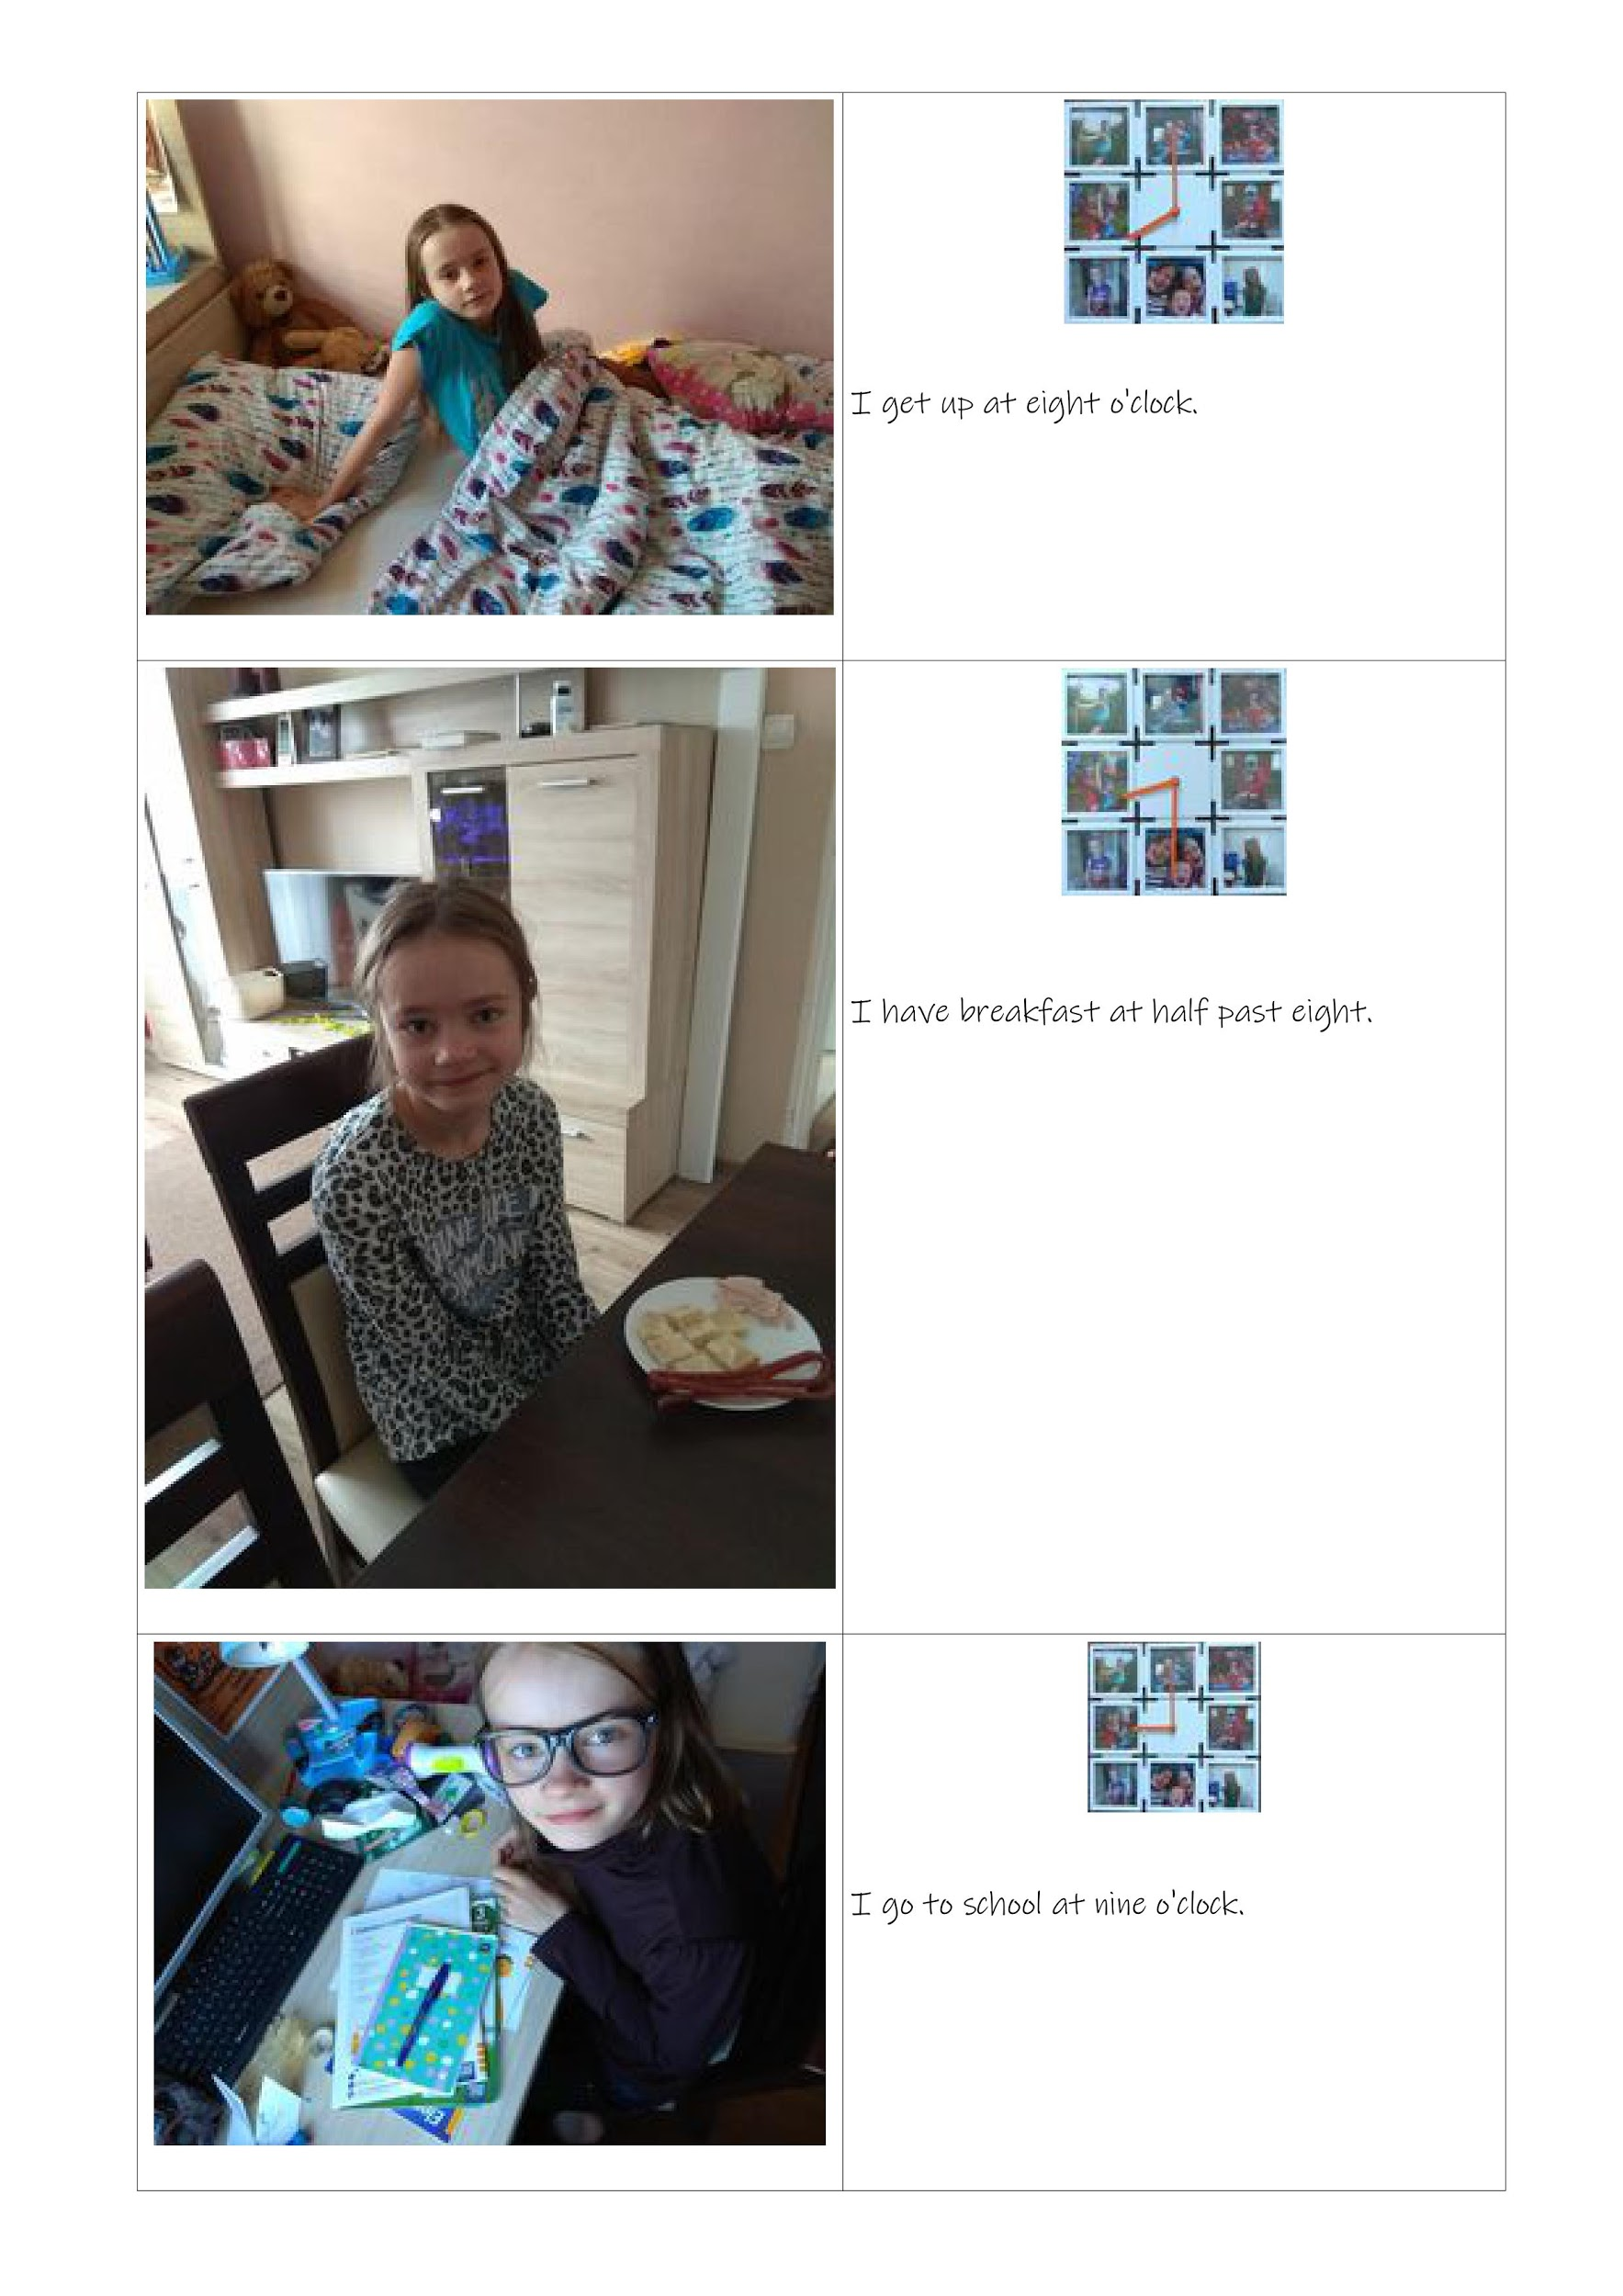 I get up at eight o'clock.
I have breakfast at half past eight.
I go to school at nine o'clock.